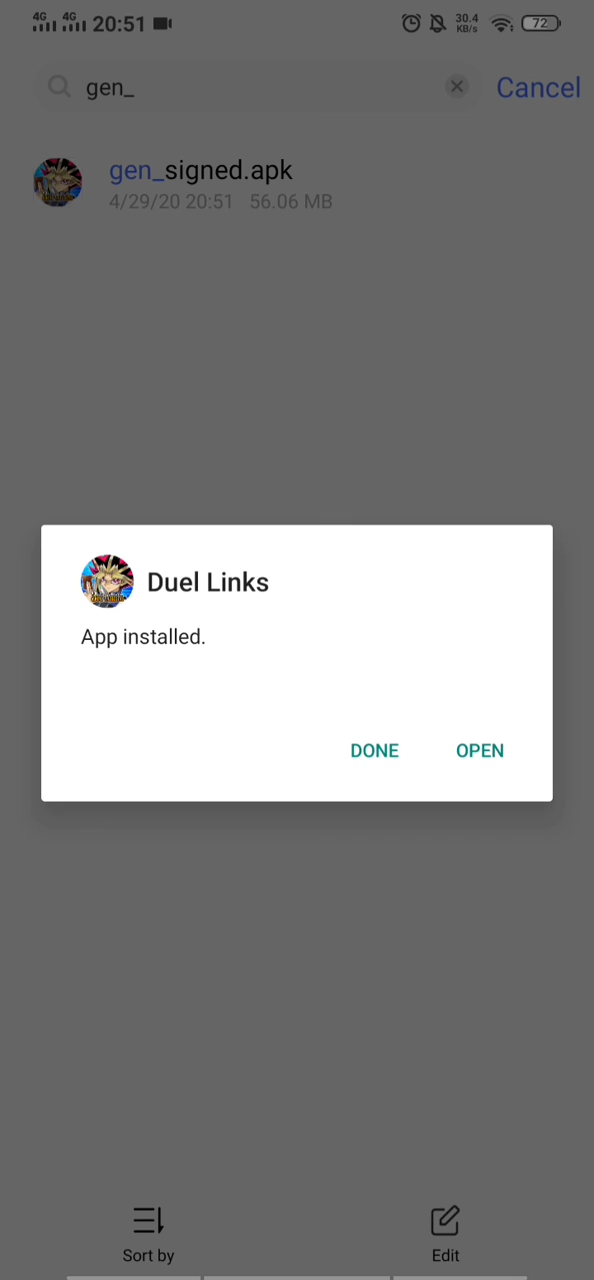 4G 4G 20:51 30.4 KB/s 72
gen_ Cancel
gen_signed.apk
4/29/20 20:51 56.06 MB
Duel Links
App installed.
DONE OPEN
Sort by Edit